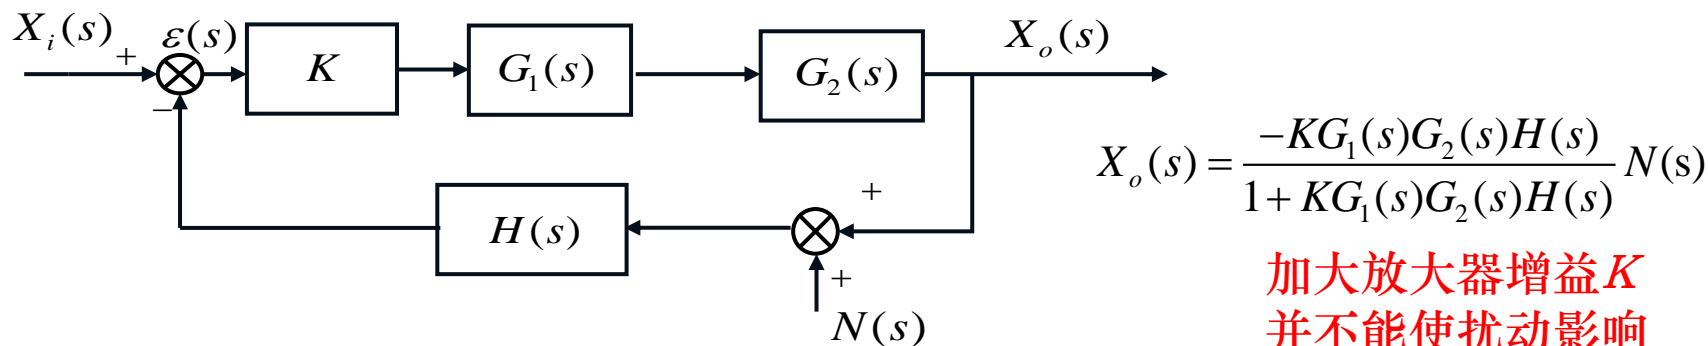 X_i(s)
+
ε(s)
−
K
G_1(s)
G_2(s)
X_o(s)
H(s)
+
+
N(s)
X_o(s) = \frac{-KG_1(s)G_2(s)H(s)}{1+KG_1(s)G_2(s)H(s)} N(s)
加大放大器增益K
并不能使扰动影响